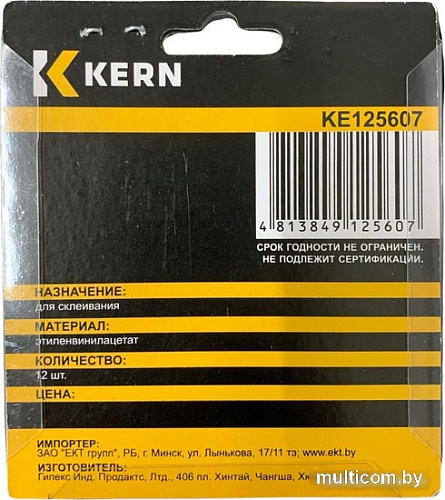 KERN
KE125607
4 813849 125607
СРОК ГОДНОСТИ НЕ ОГРАНИЧЕН.
НЕ ПОДЛЕЖИТ СЕРТИФИКАЦИИ.
НАЗНАЧЕНИЕ:
для склеивания
МАТЕРИАЛ:
этиленвинилацетат
КОЛИЧЕСТВО:
12 шт.
ЦЕНА:
ИМПОРТЕР:
ЗАО "ЕКТ групп", РБ, г. Минск, ул. Лынькова, 17/11 тэ; www.ekt.by
ИЗГОТОВИТЕЛЬ:
Гипекс Инд. Продактс, Лтд., 406 пл. Хинтай, Чангша,
multicom.by